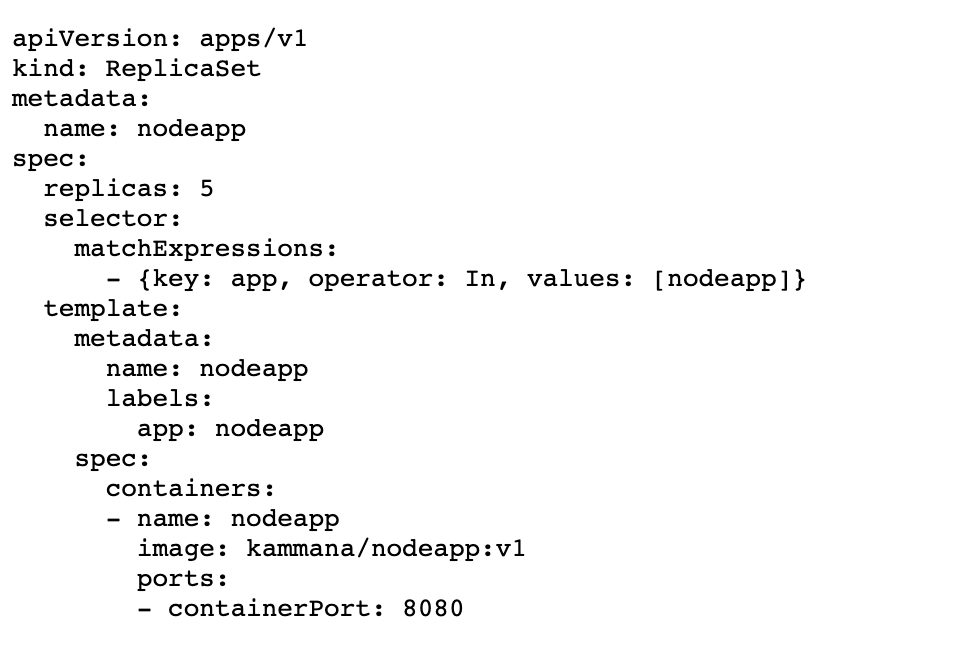 apiVersion: apps/v1
kind: ReplicaSet
metadata:
  name: nodeapp
spec:
  replicas: 5
  selector:
    matchExpressions:
      - {key: app, operator: In, values: [nodeapp]}
  template:
    metadata:
      name: nodeapp
      labels:
        app: nodeapp
    spec:
      containers:
      - name: nodeapp
        image: kammana/nodeapp:v1
        ports:
        - containerPort: 8080